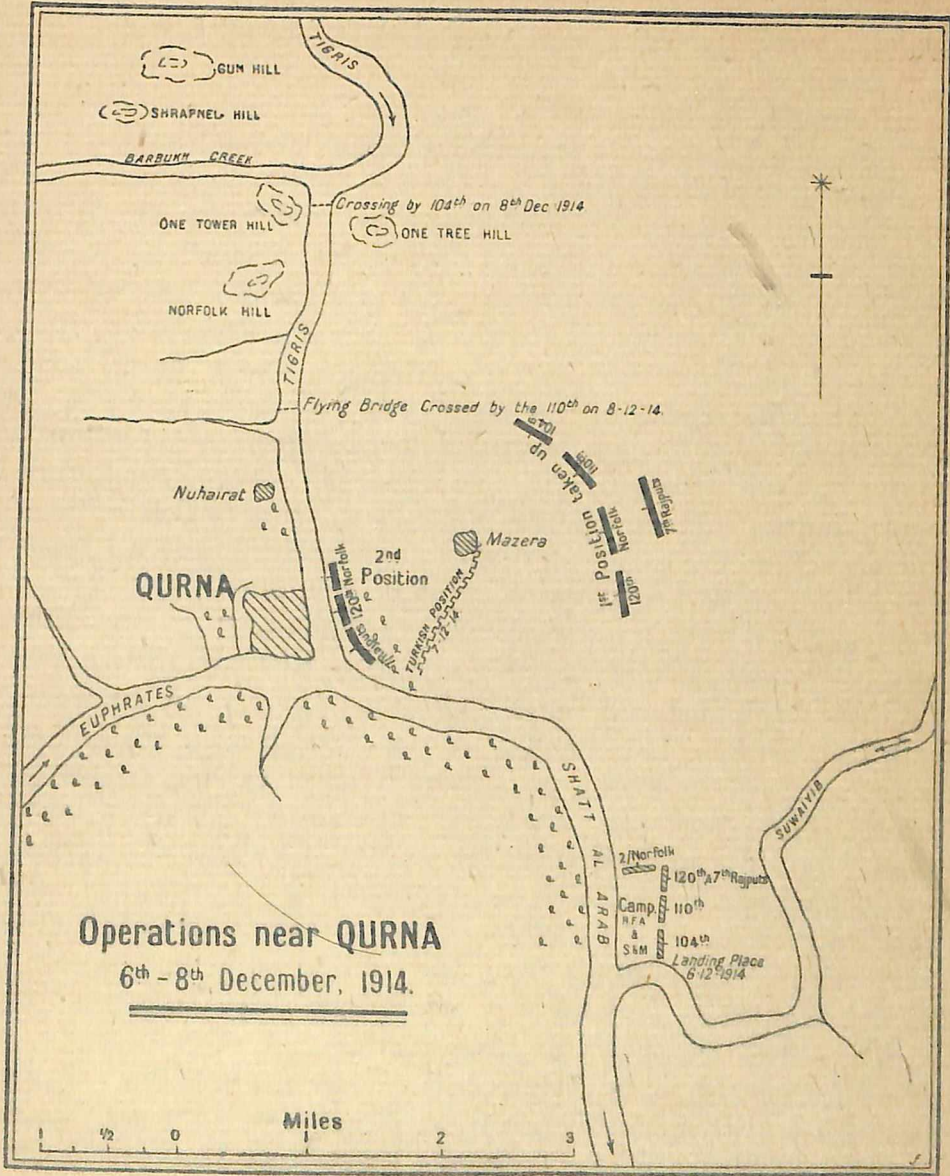 TIGRIS
GUN HILL
SHRAPNEL HILL
BARBUKH CREEK
Crossing by 104th on 8th Dec 1914
ONE TOWER HILL
ONE TREE HILL
NORFOLK HILL
TIGRIS
Flying Bridge Crossed by the 110th on 8-12-14.
104th
110th
1st Position taken up
Norfolk
7th Rajputs
120th
Nuhairat
Mazera
2nd
Position
Norfolk
120th
QURNA
TURKISH POSITION
7-12-14
EUPHRATES
SHATT AL ARAB
SUWAIYIB
2/Norfolk
120th & 7th Rajputs
Camp.
110th
R F A
&
S&M
104th
Landing Place
6-12-1914
Operations near QURNA
6th - 8th December, 1914.
Miles
1 ½ 0 1 2 3